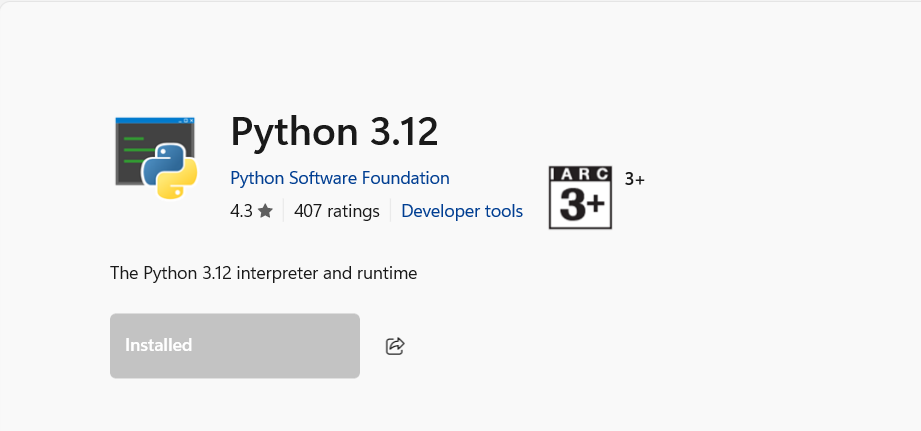 Python 3.12
Python Software Foundation
4.3 ★ 407 ratings Developer tools
IARC
3+
3+
The Python 3.12 interpreter and runtime
Installed